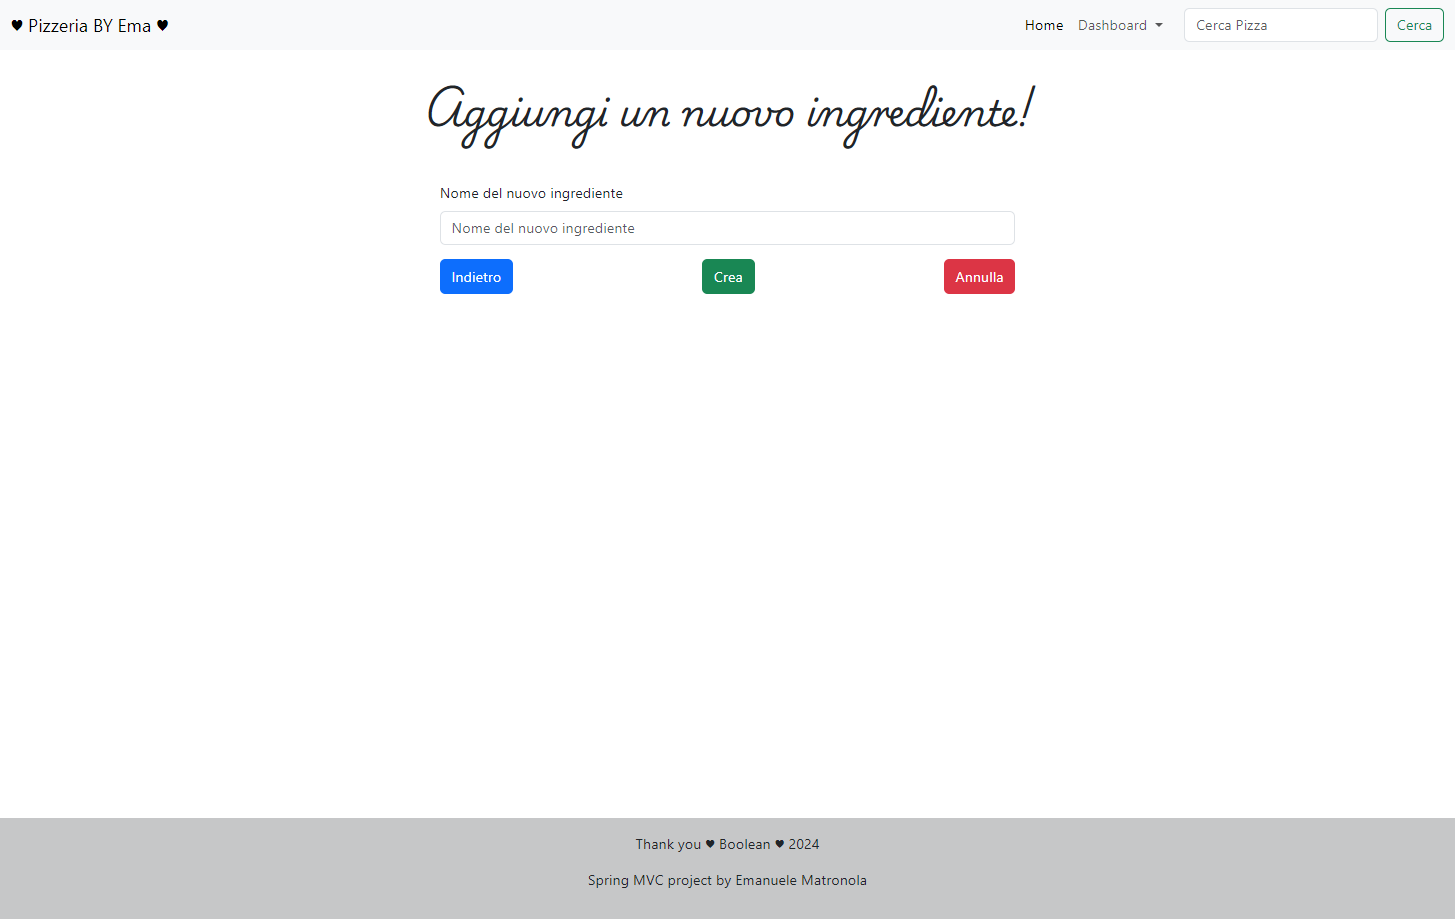 ♥ Pizzeria BY Ema ♥ Home Dashboard Cerca Pizza Cerca
Aggiungi un nuovo ingrediente!
Nome del nuovo ingrediente
Nome del nuovo ingrediente
Indietro Crea Annulla
Thank you ♥ Boolean ♥ 2024
Spring MVC project by Emanuele Matronola